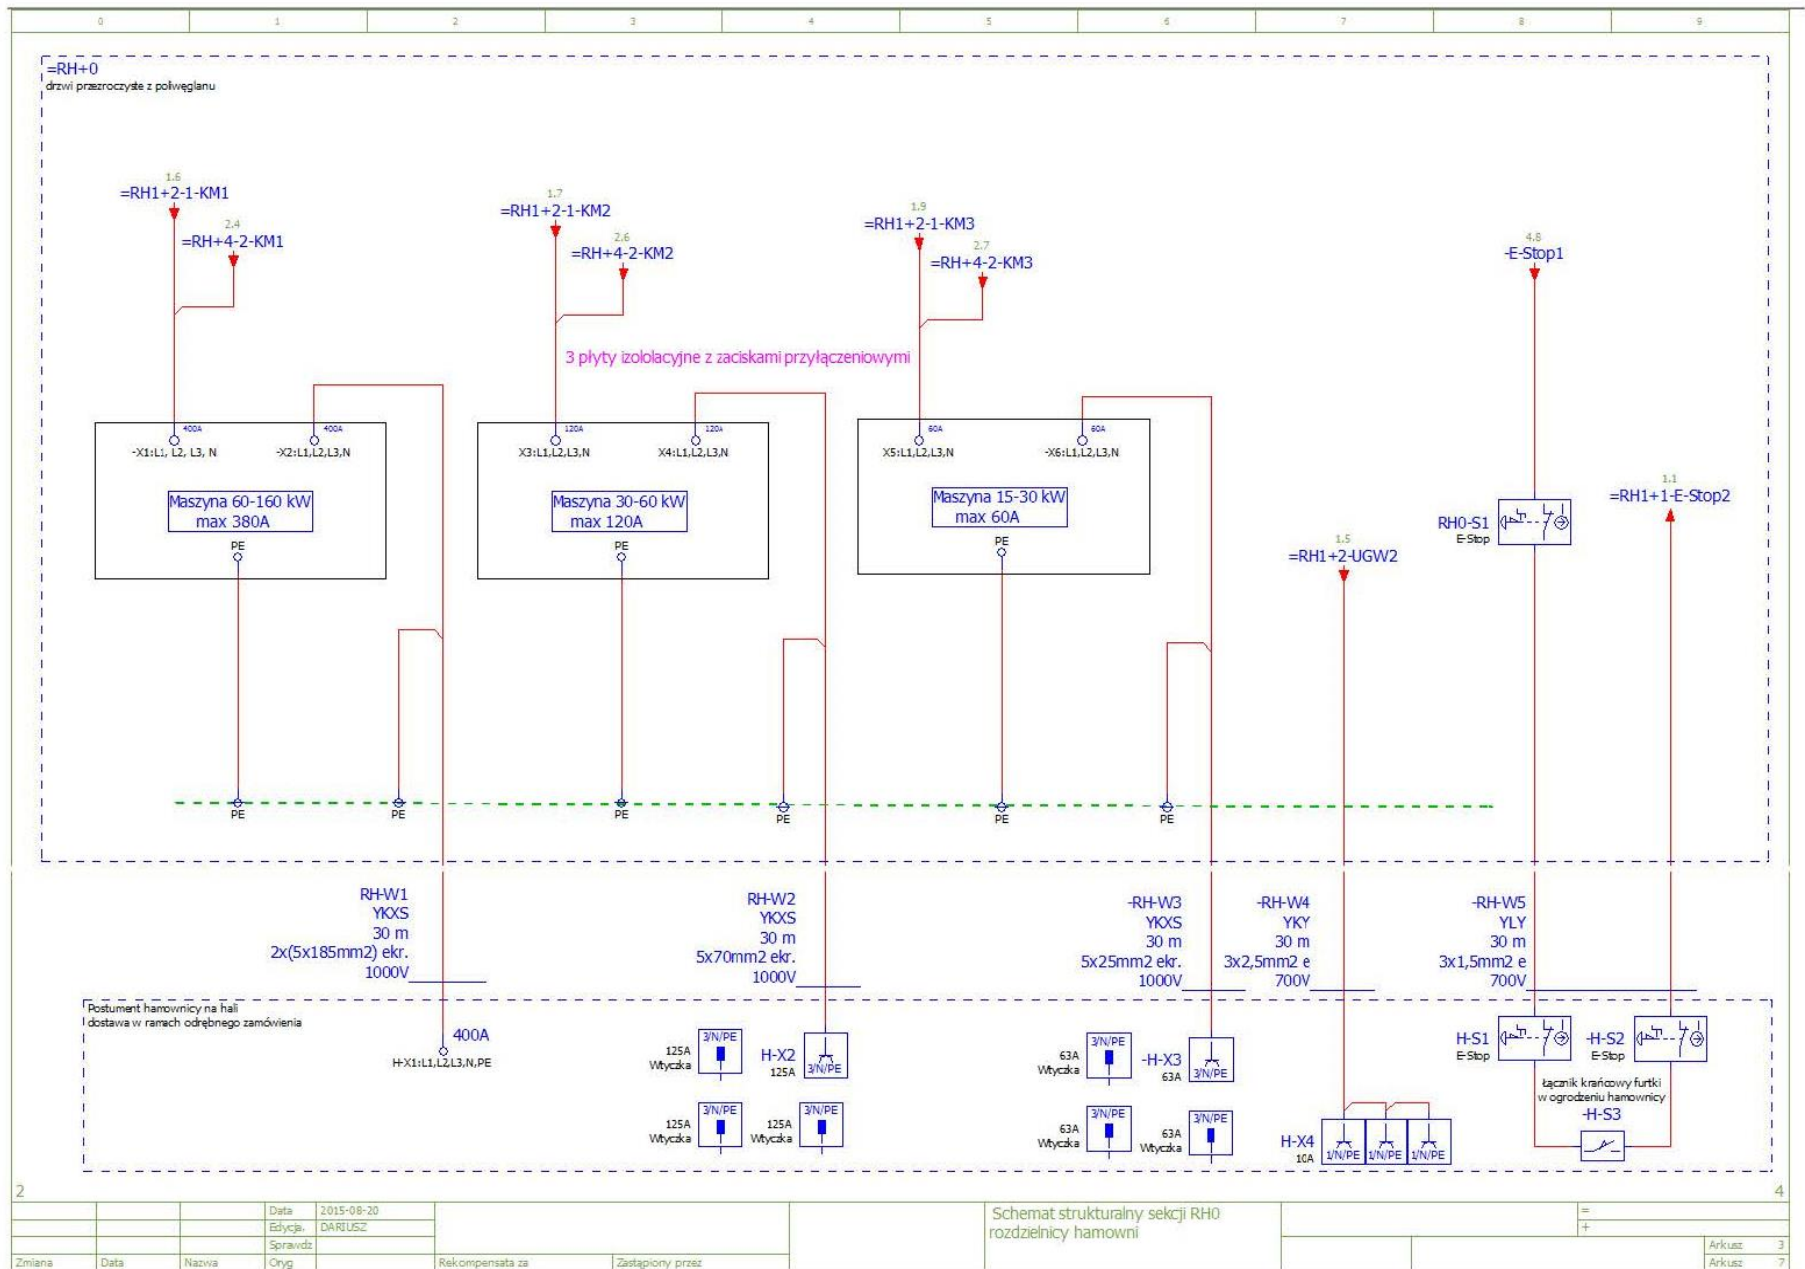 0 1 2 3 4 5 6 7 8 9
=RH+0
drzwi przezroczyste z poliwęglanu
1.6
=RH1+2-1-KM1
2.4
=RH+4-2-KM1
1.7
=RH1+2-1-KM2
2.6
=RH+4-2-KM2
1.9
=RH1+2-1-KM3
2.7
=RH+4-2-KM3
4.8
-E-Stop1
3 płyty izololacyjne z zaciskami przyłączeniowymi
400A 400A
-X1:L1, L2, L3, N -X2:L1,L2,L3,N
Maszyna 60-160 kW
max 380A
PE
120A 120A
X3:L1,L2,L3,N X4:L1,L2,L3,N
Maszyna 30-60 kW
max 120A
PE
60A 60A
X5:L1,L2,L3,N -X6:L1,L2,L3,N
Maszyna 15-30 kW
max 60A
PE
1.5
=RH1+2-UGW2
RH0-S1
E-Stop
1.1
=RH1+1-E-Stop2
PE PE PE PE PE PE
RH-W1
YKXS
30 m
2x(5x185mm2) ekr.
1000V
RH-W2
YKXS
30 m
5x70mm2 ekr.
1000V
-RH-W3
YKXS
30 m
5x25mm2 ekr.
1000V
-RH-W4
YKY
30 m
3x2,5mm2 e
700V
-RH-W5
YLY
30 m
3x1,5mm2 e
700V
Postument hamownicy na hali
dostawa w ramach odrębnego zamówienia
400A
H-X1:L1,L2,L3,N,PE
125A
Wtyczka
3/N/PE
H-X2
125A
3/N/PE
125A
Wtyczka
3/N/PE
125A
Wtyczka
3/N/PE
63A
Wtyczka
3/N/PE
-H-X3
63A
3/N/PE
63A
Wtyczka
3/N/PE
63A
Wtyczka
3/N/PE
H-X4
10A
1/N/PE 1/N/PE 1/N/PE
H-S1
E-Stop
-H-S2
E-Stop
Łącznik krańcowy furtki
w ogrodzeniu hamownicy
-H-S3
2 4
Data 2015-08-20
Edycja. DARIUSZ
Sprawdz
Zmiana Data Nazwa Oryg Rekompensata za Zastąpiony przez
Schemat strukturalny sekcji RH0
rozdzielnicy hamowni
=
+
Arkusz 3
Arkusz 7